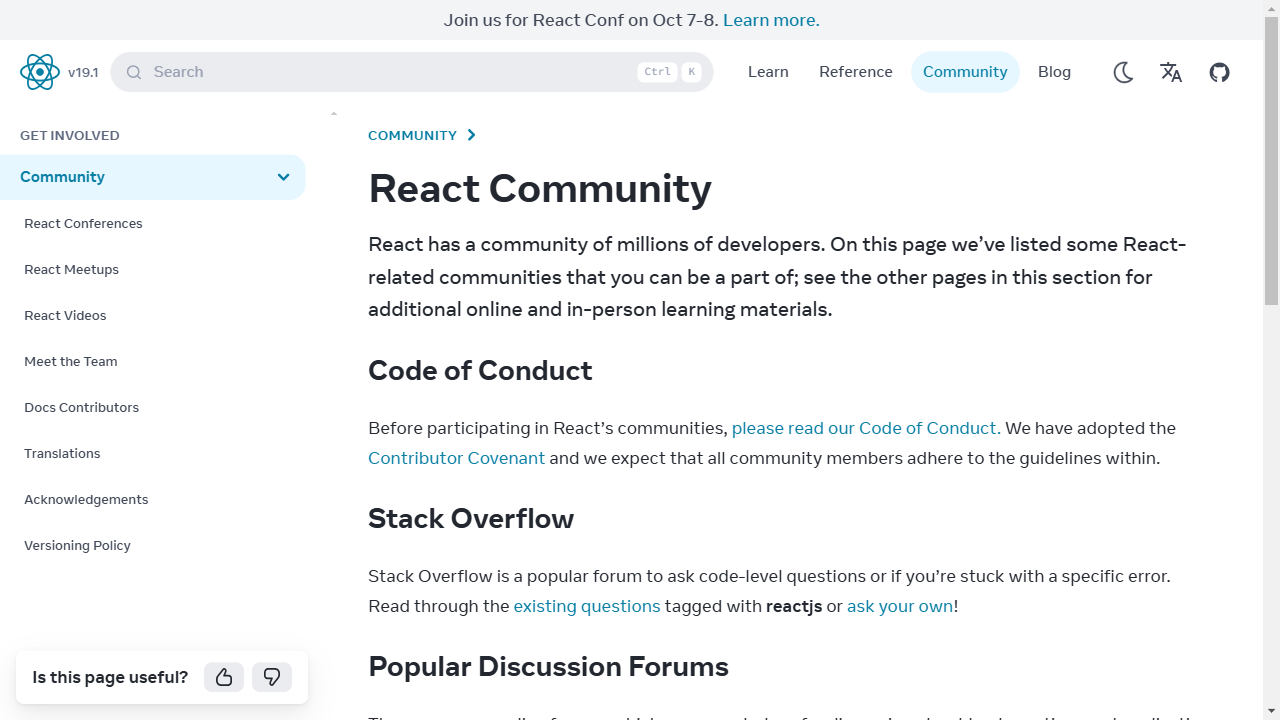 Join us for React Conf on Oct 7-8. Learn more.
v19.1
Search
Ctrl K
Learn
Reference
Community
Blog
GET INVOLVED
Community
React Conferences
React Meetups
React Videos
Meet the Team
Docs Contributors
Translations
Acknowledgements
Versioning Policy
Is this page useful?
COMMUNITY
React Community
React has a community of millions of developers. On this page we’ve listed some React-
related communities that you can be a part of; see the other pages in this section for
additional online and in-person learning materials.
Code of Conduct
Before participating in React’s communities, please read our Code of Conduct. We have adopted the
Contributor Covenant and we expect that all community members adhere to the guidelines within.
Stack Overflow
Stack Overflow is a popular forum to ask code-level questions or if you’re stuck with a specific error.
Read through the existing questions tagged with reactjs or ask your own!
Popular Discussion Forums